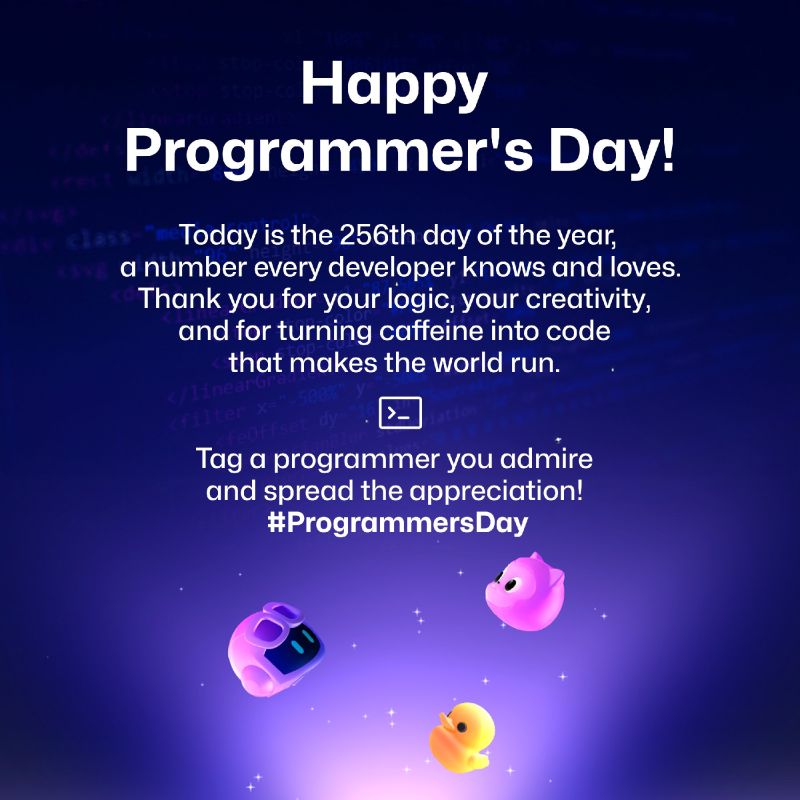 Happy
Programmer's Day!
Today is the 256th day of the year,
a number every developer knows and loves.
Thank you for your logic, your creativity,
and for turning caffeine into code
that makes the world run.
Tag a programmer you admire
and spread the appreciation!
#ProgrammersDay